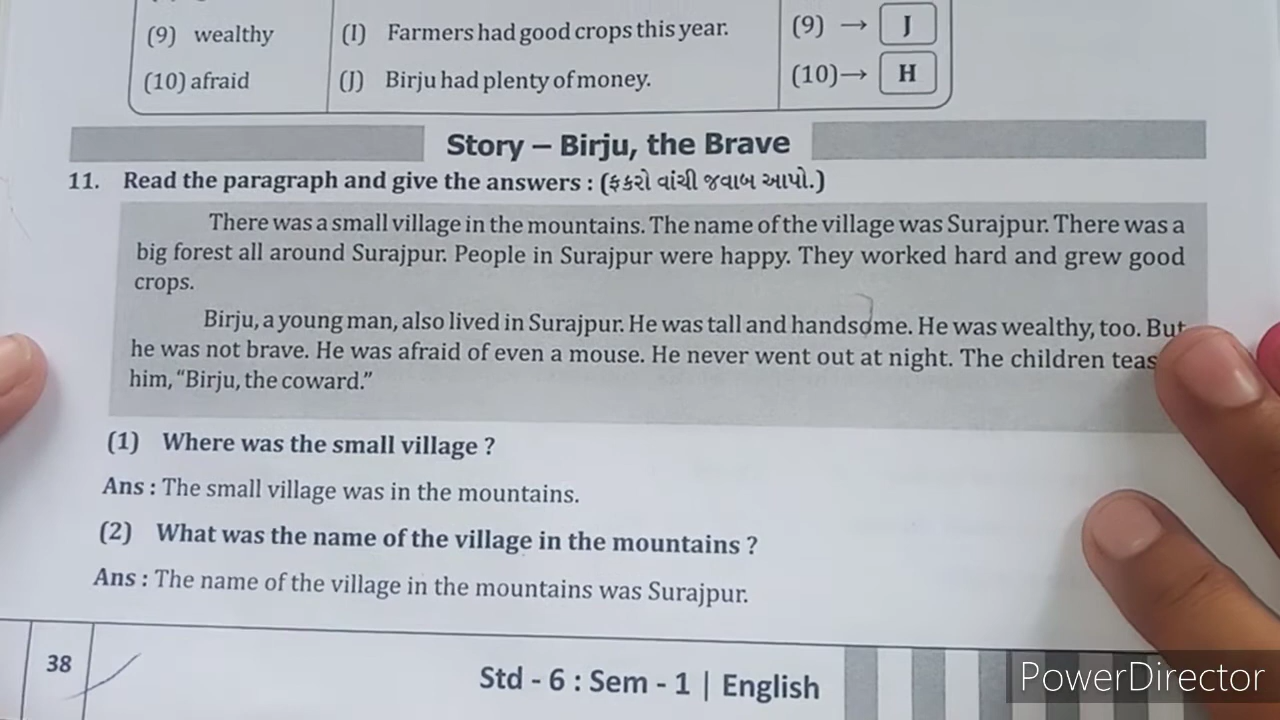 (9) wealthy (I) Farmers had good crops this year. (9) → J
(10) afraid (J) Birju had plenty of money. (10)→ H
Story – Birju, the Brave
11. Read the paragraph and give the answers : (ફકરો વાંચી જવાબ આપો.)
There was a small village in the mountains. The name of the village was Surajpur. There was a
big forest all around Surajpur. People in Surajpur were happy. They worked hard and grew good
crops.
Birju, a young man, also lived in Surajpur. He was tall and handsome. He was wealthy, too. But
he was not brave. He was afraid of even a mouse. He never went out at night. The children
him, “Birju, the coward.”
(1) Where was the small village ?
Ans : The small village was in the mountains.
(2) What was the name of the village in the mountains ?
Ans : The name of the village in the mountains was Surajpur.
38
Std - 6 : Sem - 1 | English
PowerDirector